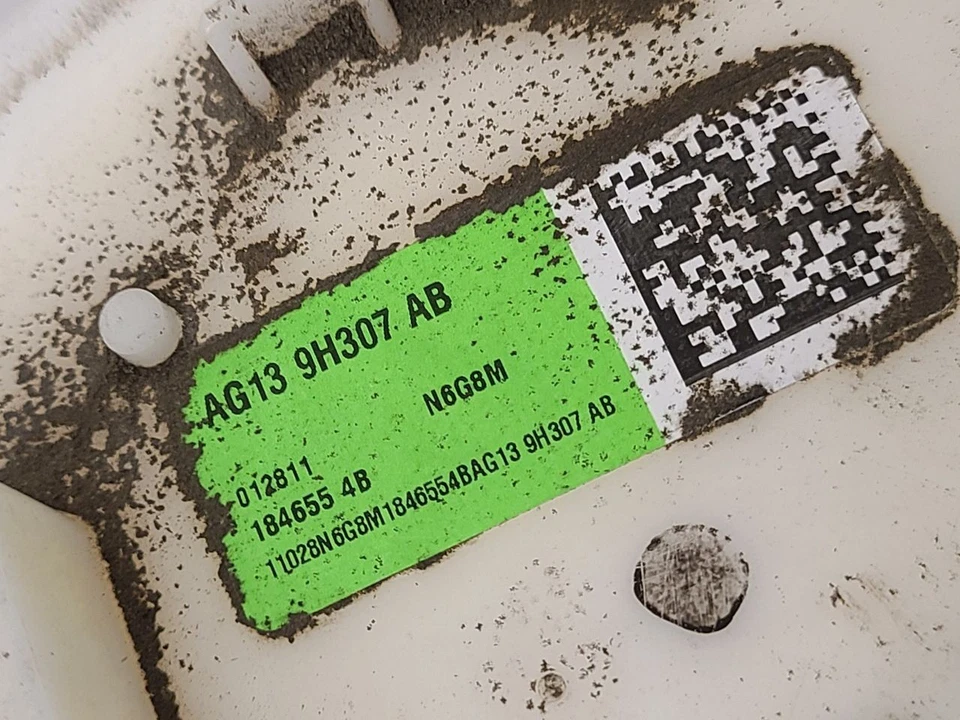 AG13 9H307 AB
N6G8M
012811
184655 4B
11028N6G8M1846554BAG13 9H307 AB